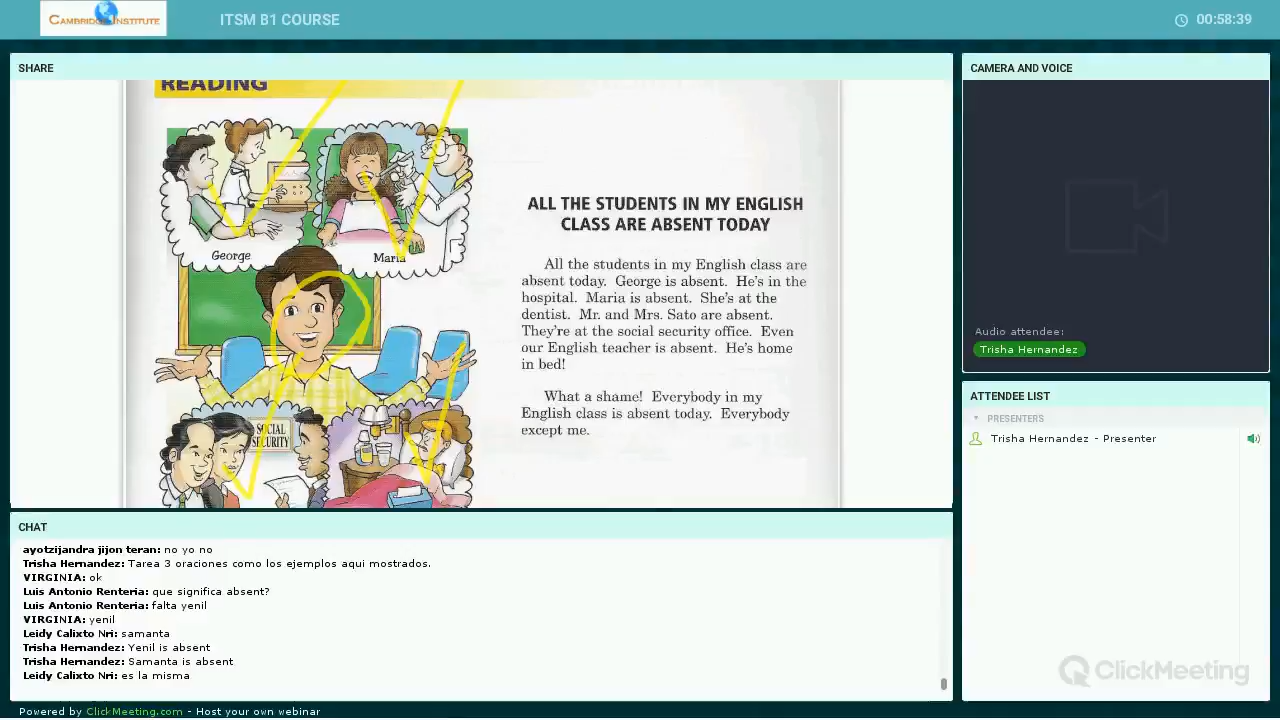 CAMBRIDGE INSTITUTE
ITSM B1 COURSE
00:58:39
SHARE
READING
George
Maria
SOCIAL
SECURITY
ALL THE STUDENTS IN MY ENGLISH
CLASS ARE ABSENT TODAY
All the students in my English class are
absent today. George is absent. He's in the
hospital. Maria is absent. She's at the
dentist. Mr. and Mrs. Sato are absent.
They're at the social security office. Even
our English teacher is absent. He's home
in bed!
What a shame! Everybody in my
English class is absent today. Everybody
except me.
CAMERA AND VOICE
Audio attendee:
Trisha Hernandez
ATTENDEE LIST
PRESENTERS
Trisha Hernandez - Presenter
ClickMeeting
CHAT
ayotzijandra jijon teran: no yo no
Trisha Hernandez: Tarea 3 oraciones como los ejemplos aqui mostrados.
VIRGINIA: ok
Luis Antonio Renteria: que significa absent?
Luis Antonio Renteria: falta yenil
VIRGINIA: yenil
Leidy Calixto Nri: samanta
Trisha Hernandez: Yenil is absent
Trisha Hernandez: Samanta is absent
Leidy Calixto Nri: es la misma
Powered by ClickMeeting.com - Host your own webinar